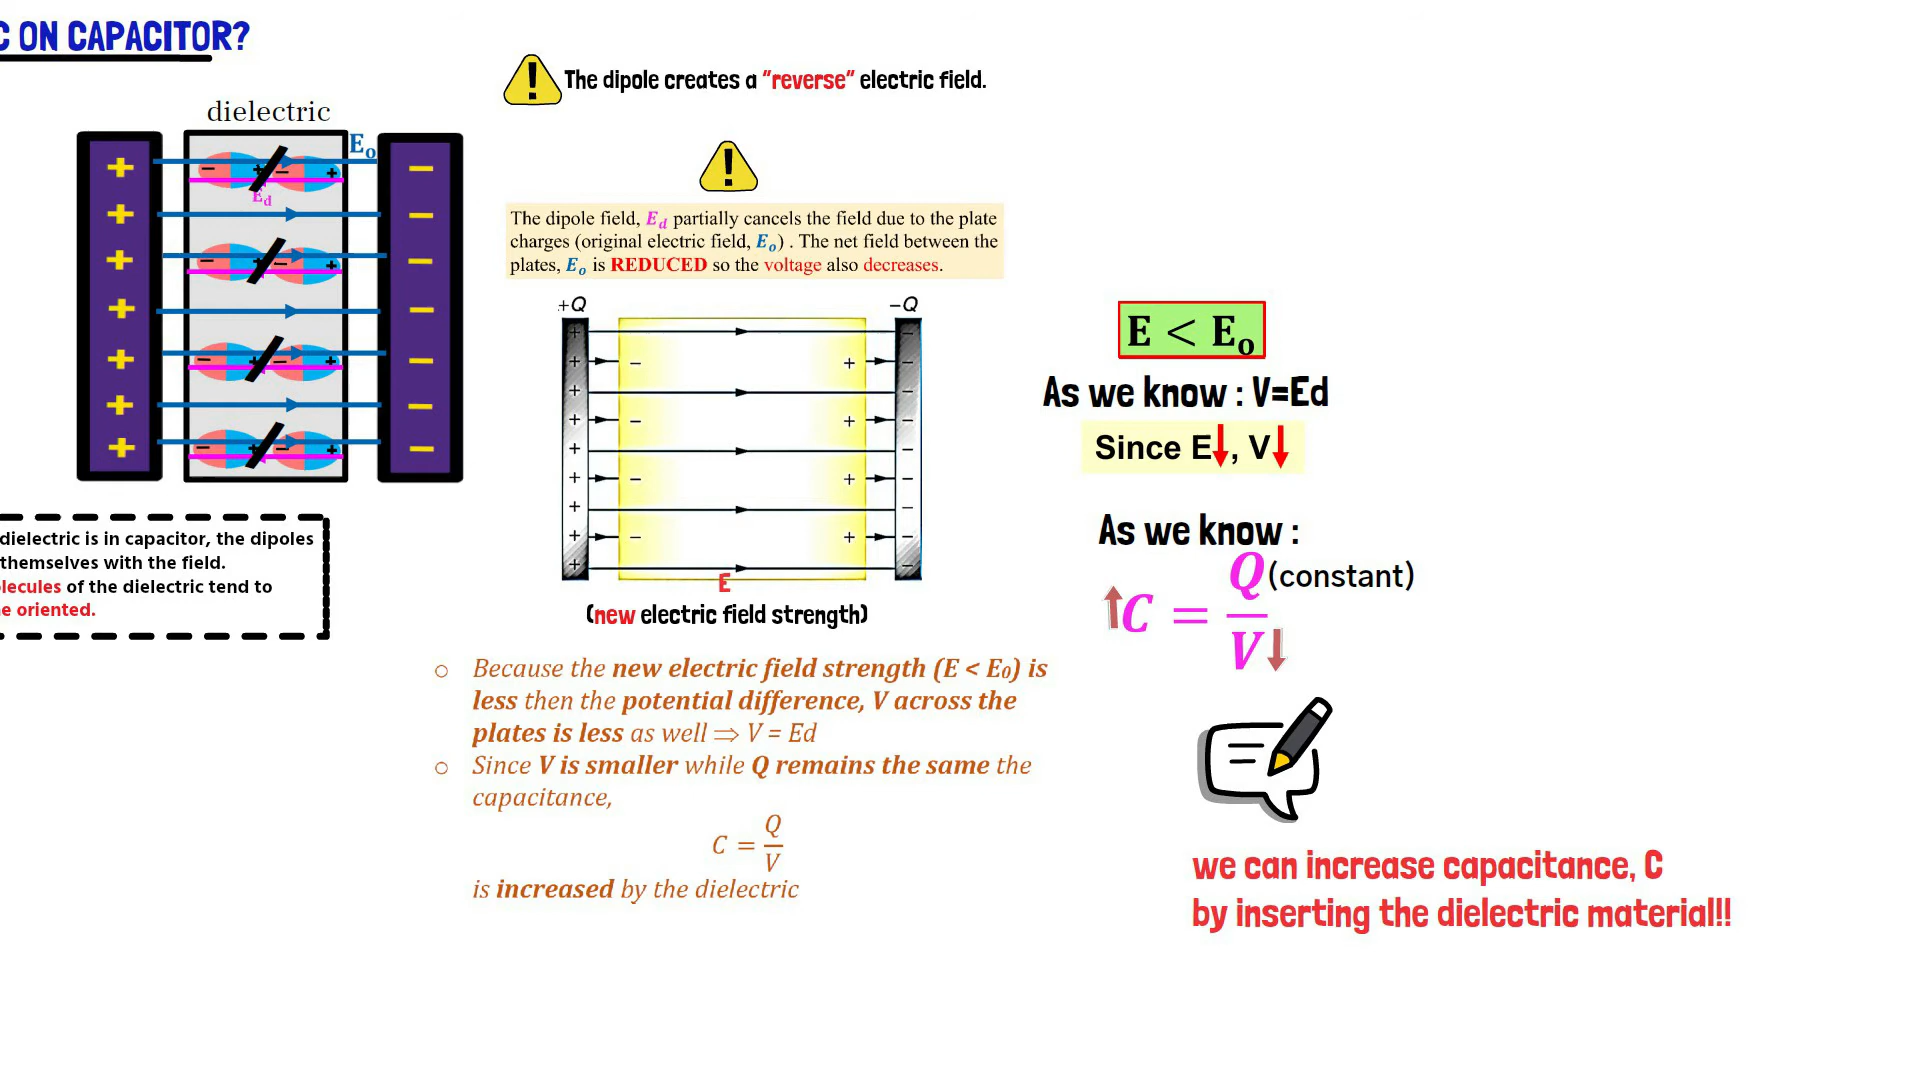 C ON CAPACITOR?
dielectric
Eo
Ed
dielectric is in capacitor, the dipoles
themselves with the field.
lecules of the dielectric tend to
e oriented.
The dipole creates a “reverse” electric field.
The dipole field, Ed partially cancels the field due to the plate
charges (original electric field, Eo) . The net field between the
plates, Eo is REDUCED so the voltage also decreases.
+Q
−Q
E
(new electric field strength)
○ Because the new electric field strength (E < E0) is
less then the potential difference, V across the
plates is less as well ⟹ V = Ed
○ Since V is smaller while Q remains the same the
capacitance,
C = Q/V
is increased by the dielectric
E < Eo
As we know : V=Ed
Since E↓, V↓
As we know :
↑C = Q(constant)/V↓
we can increase capacitance, C
by inserting the dielectric material!!